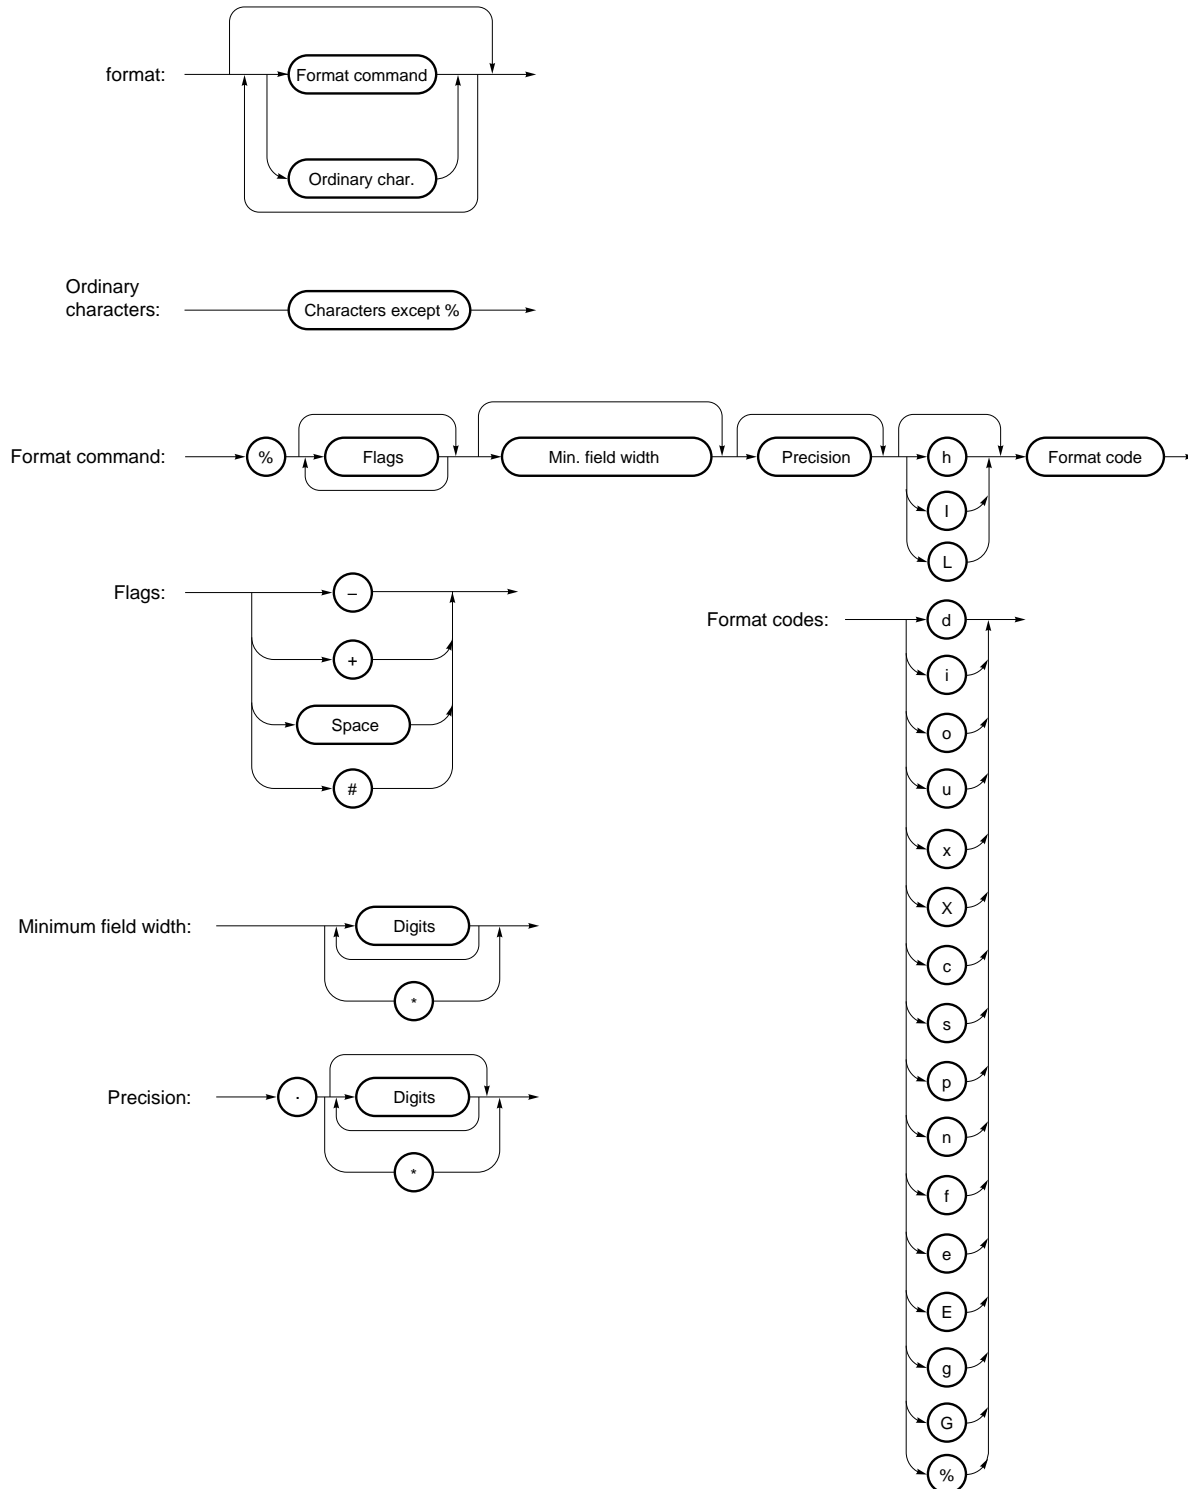 format:
Format command
Ordinary char.
Ordinary
characters:
Characters except %
Format command:
%
Flags
Min. field width
Precision
h
Format code
l
L
Flags:
–
+
Space
#
Format codes:
d
i
o
u
x
X
c
s
p
n
f
e
E
g
G
%
Minimum field width:
Digits
*
Precision:
.
Digits
*